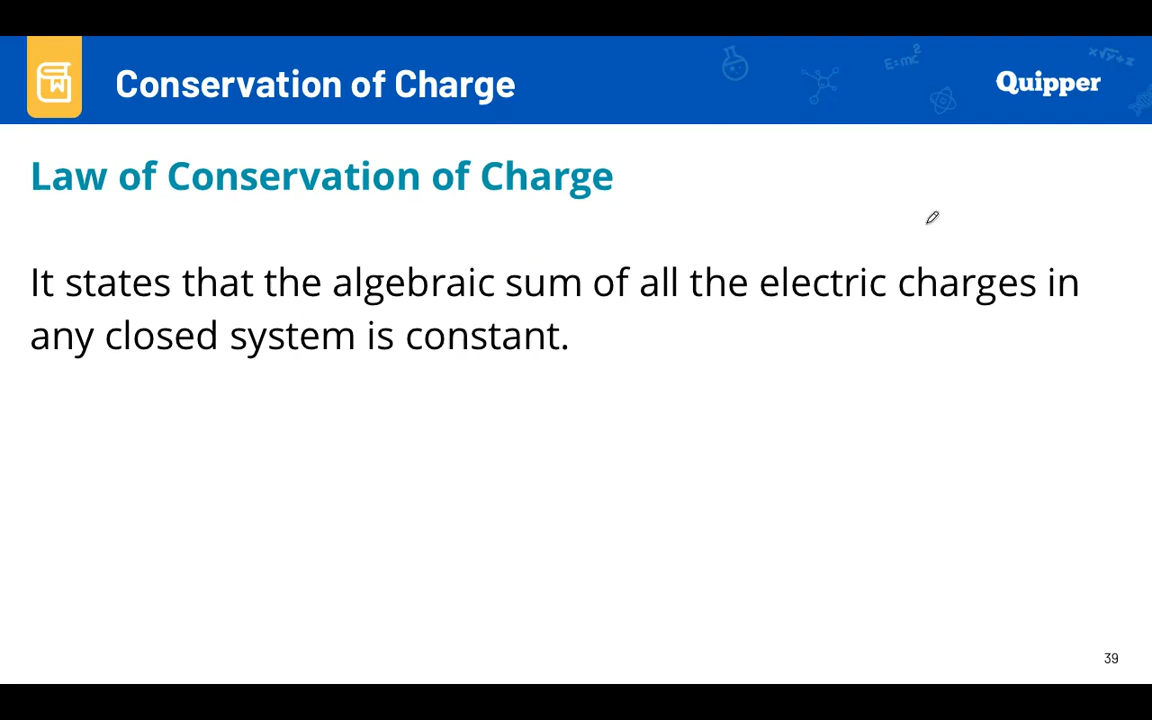 Conservation of Charge
E=mc²
Quipper
Law of Conservation of Charge
It states that the algebraic sum of all the electric charges in
any closed system is constant.
39